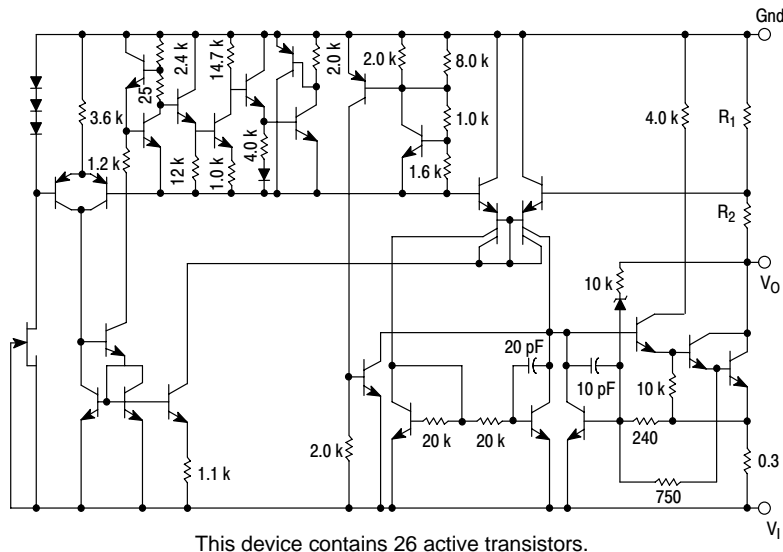 Gnd
2.4 k
14.7 k
2.0 k
2.0 k
8.0 k
25
3.6 k
1.0 k
4.0 k
R1
1.2 k
12 k
1.0 k
4.0 k
1.6 k
R2
10 k
VO
20 pF
10 pF
10 k
20 k
20 k
240
2.0 k
0.3
1.1 k
750
VI
This device contains 26 active transistors.